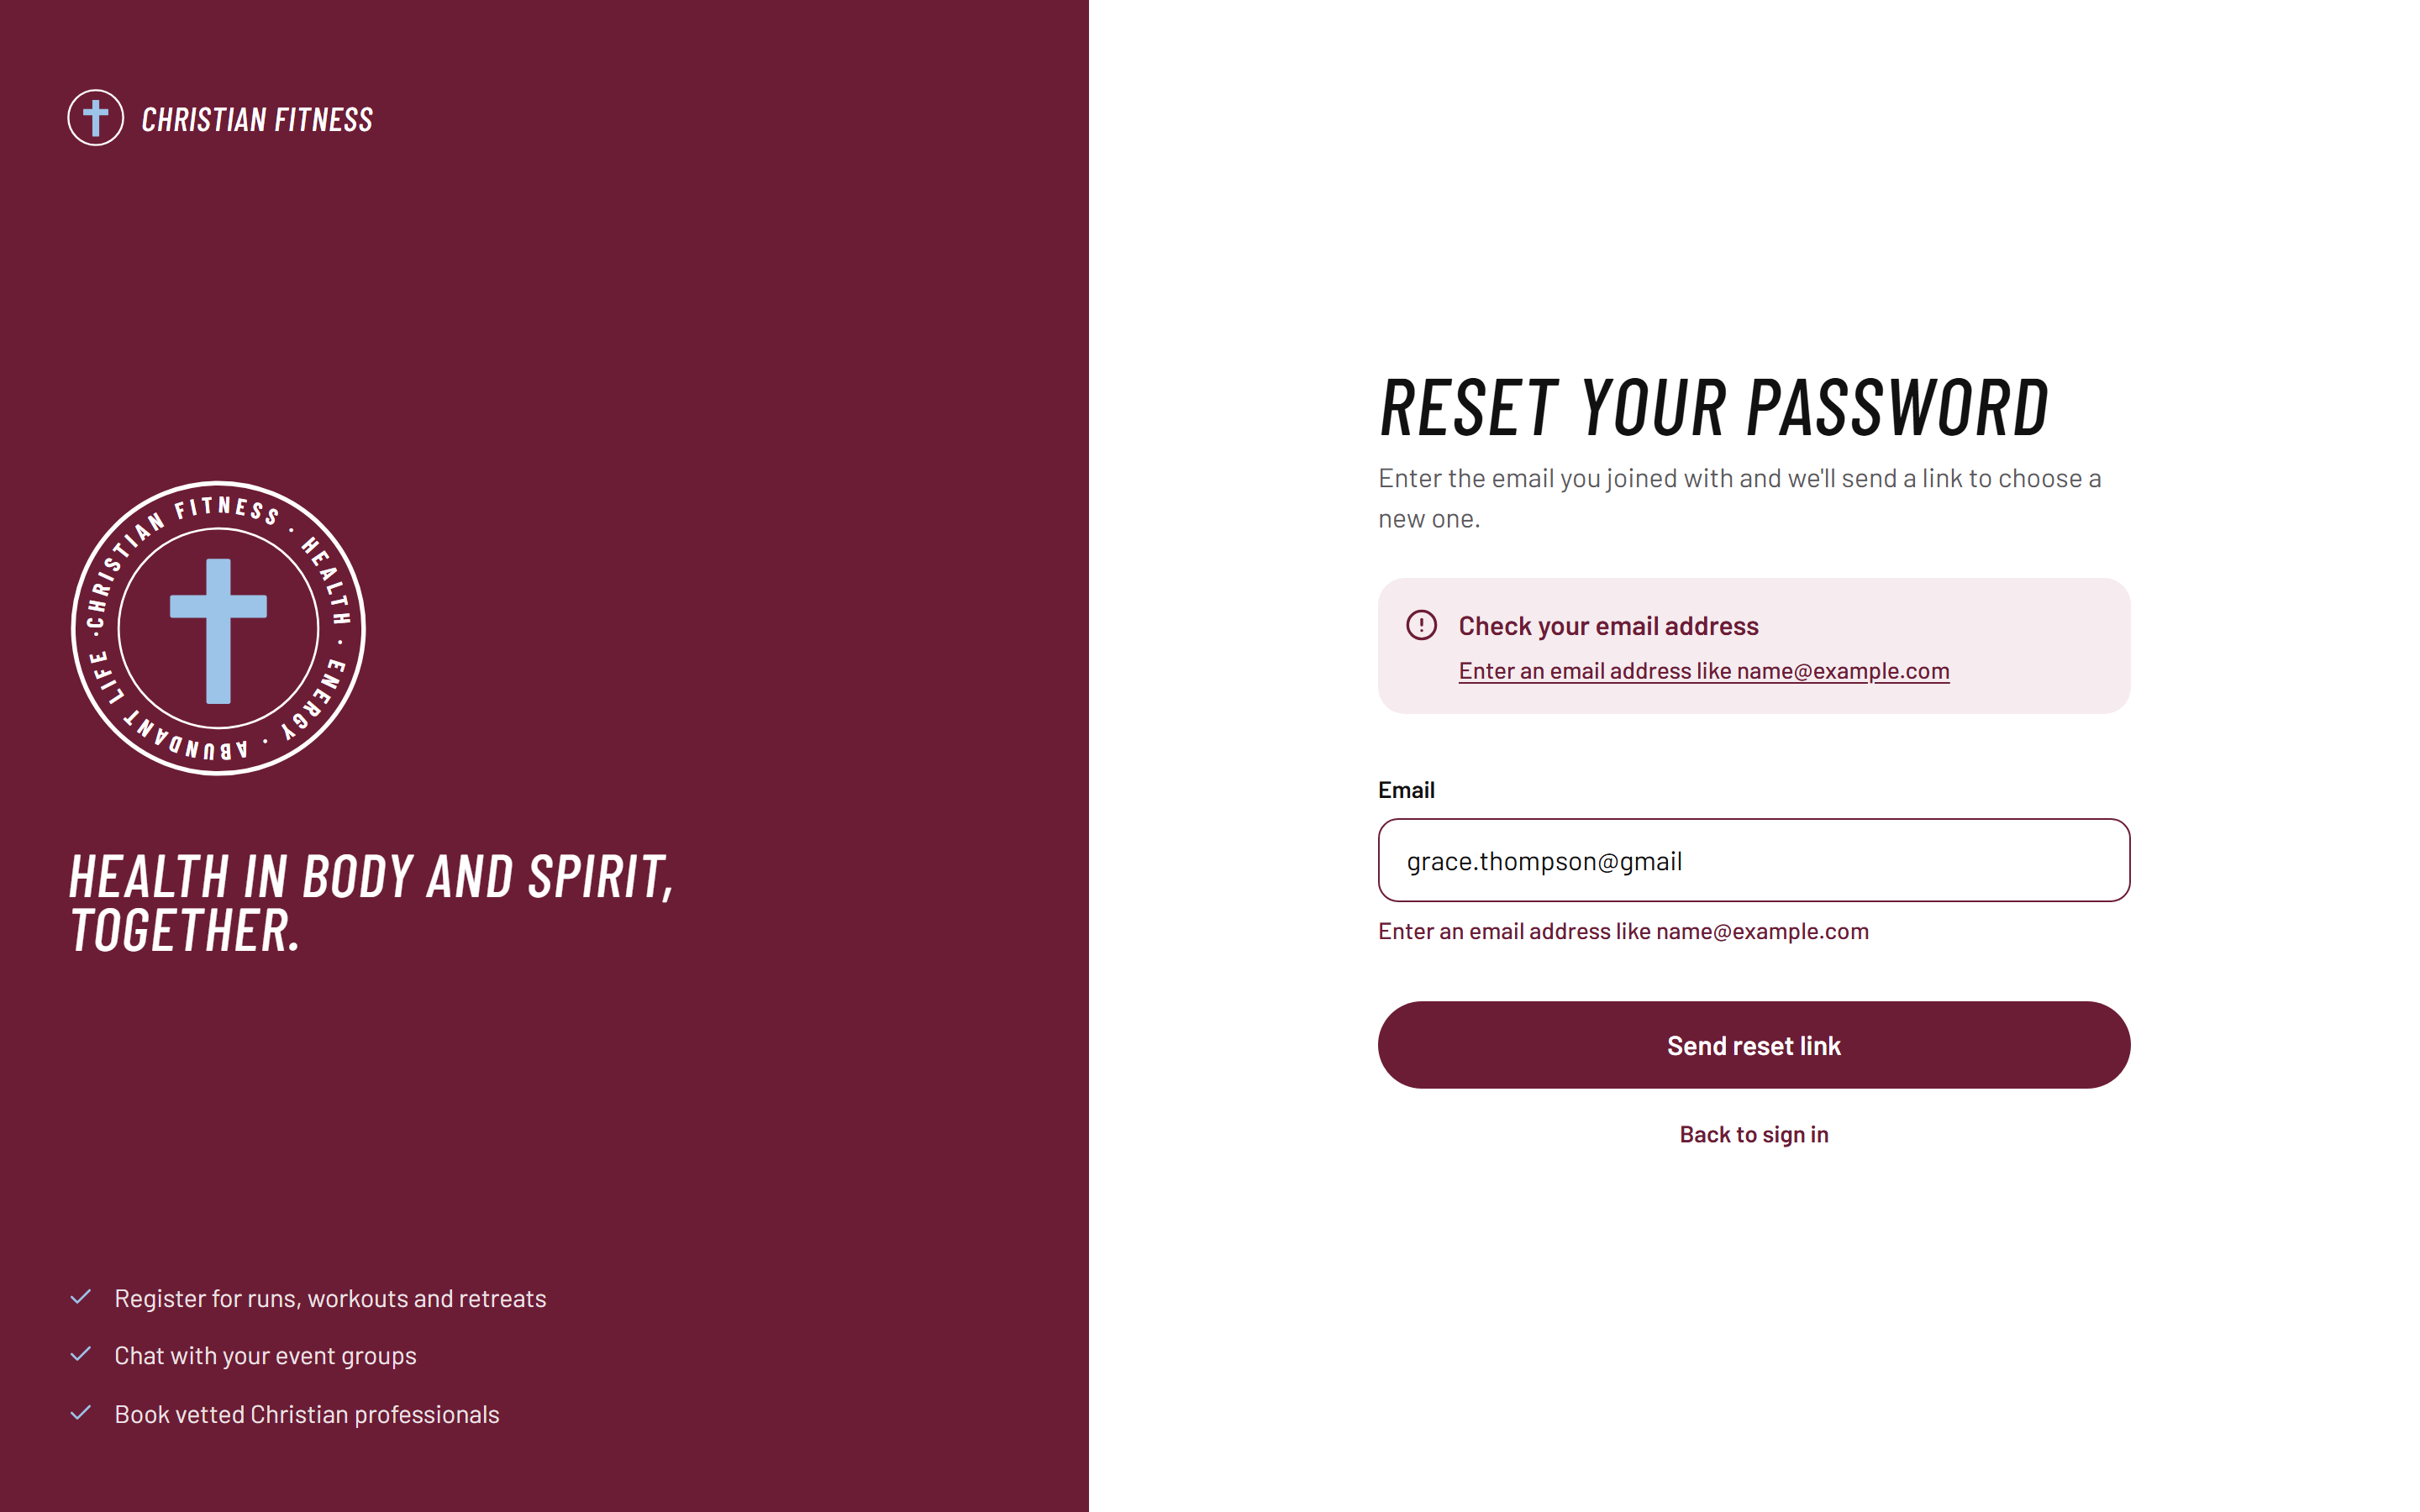 CHRISTIAN FITNESS
CHRISTIAN FITNESS · HEALTH · ENERGY · ABUNDANT LIFE ·
HEALTH IN BODY AND SPIRIT,
TOGETHER.
Register for runs, workouts and retreats
Chat with your event groups
Book vetted Christian professionals
RESET YOUR PASSWORD
Enter the email you joined with and we'll send a link to choose a
new one.
Check your email address
Enter an email address like name@example.com
Email
grace.thompson@gmail
Enter an email address like name@example.com
Send reset link
Back to sign in